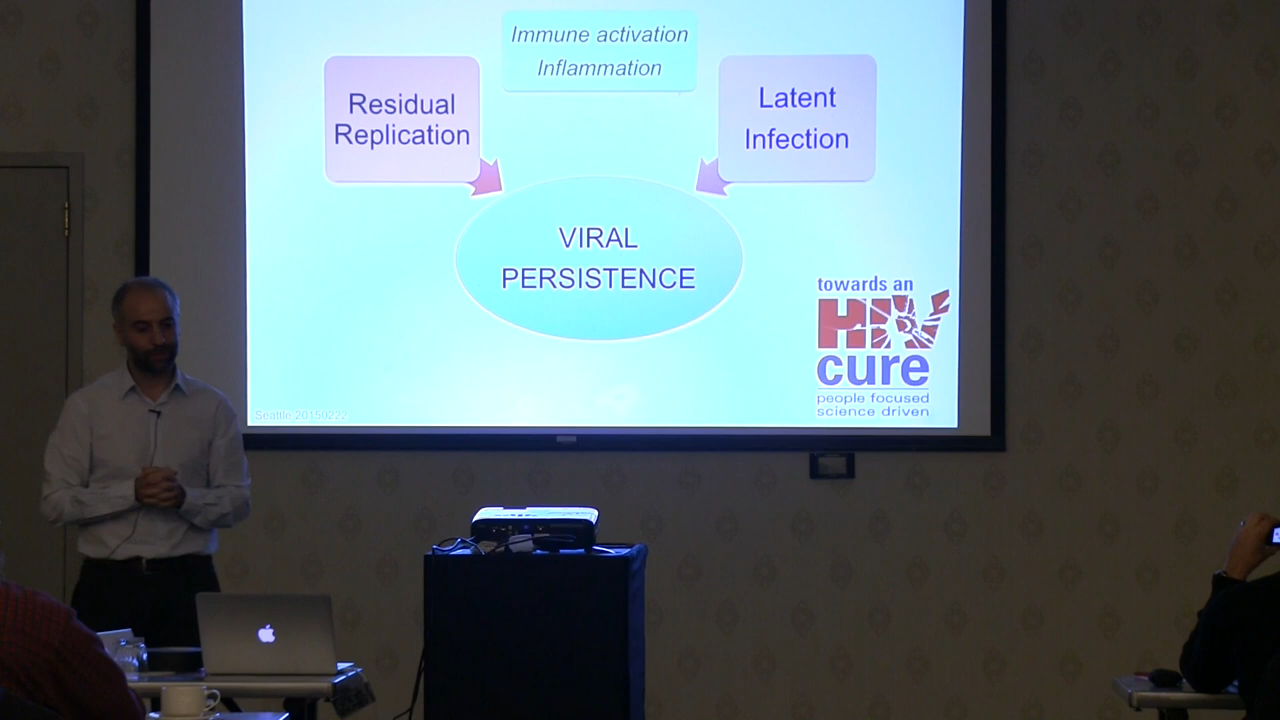 Immune activation
Inflammation
Residual
Replication
Latent
Infection
VIRAL
PERSISTENCE
towards an
HIV
cure
people focused
science driven
Seattle 20150222